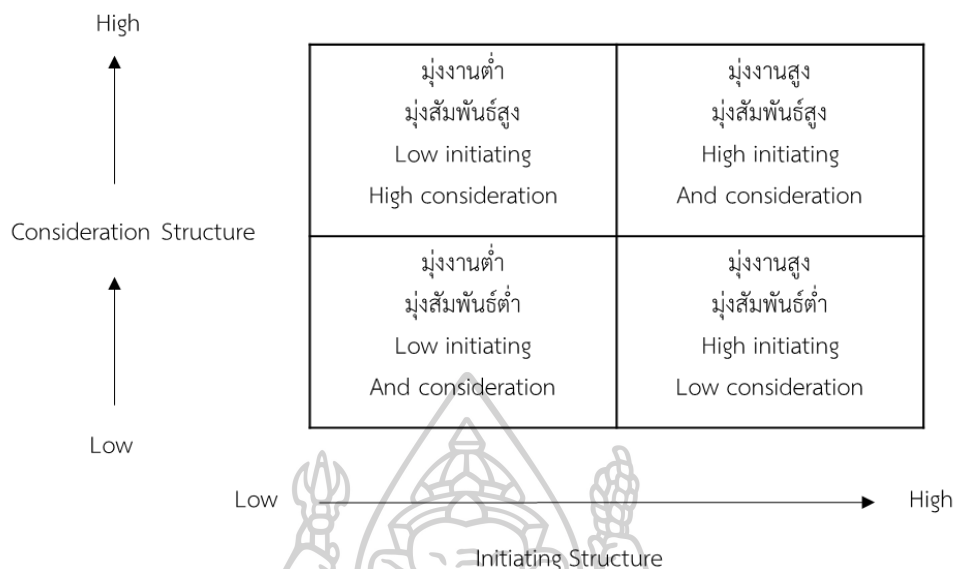 High
มุ่งงานต่ำ
มุ่งสัมพันธ์สูง
Low initiating
High consideration
มุ่งงานสูง
มุ่งสัมพันธ์สูง
High initiating
And consideration
Consideration Structure
มุ่งงานต่ำ
มุ่งสัมพันธ์ต่ำ
Low initiating
And consideration
มุ่งงานสูง
มุ่งสัมพันธ์ต่ำ
High initiating
Low consideration
Low
Low
High
Initiating Structure